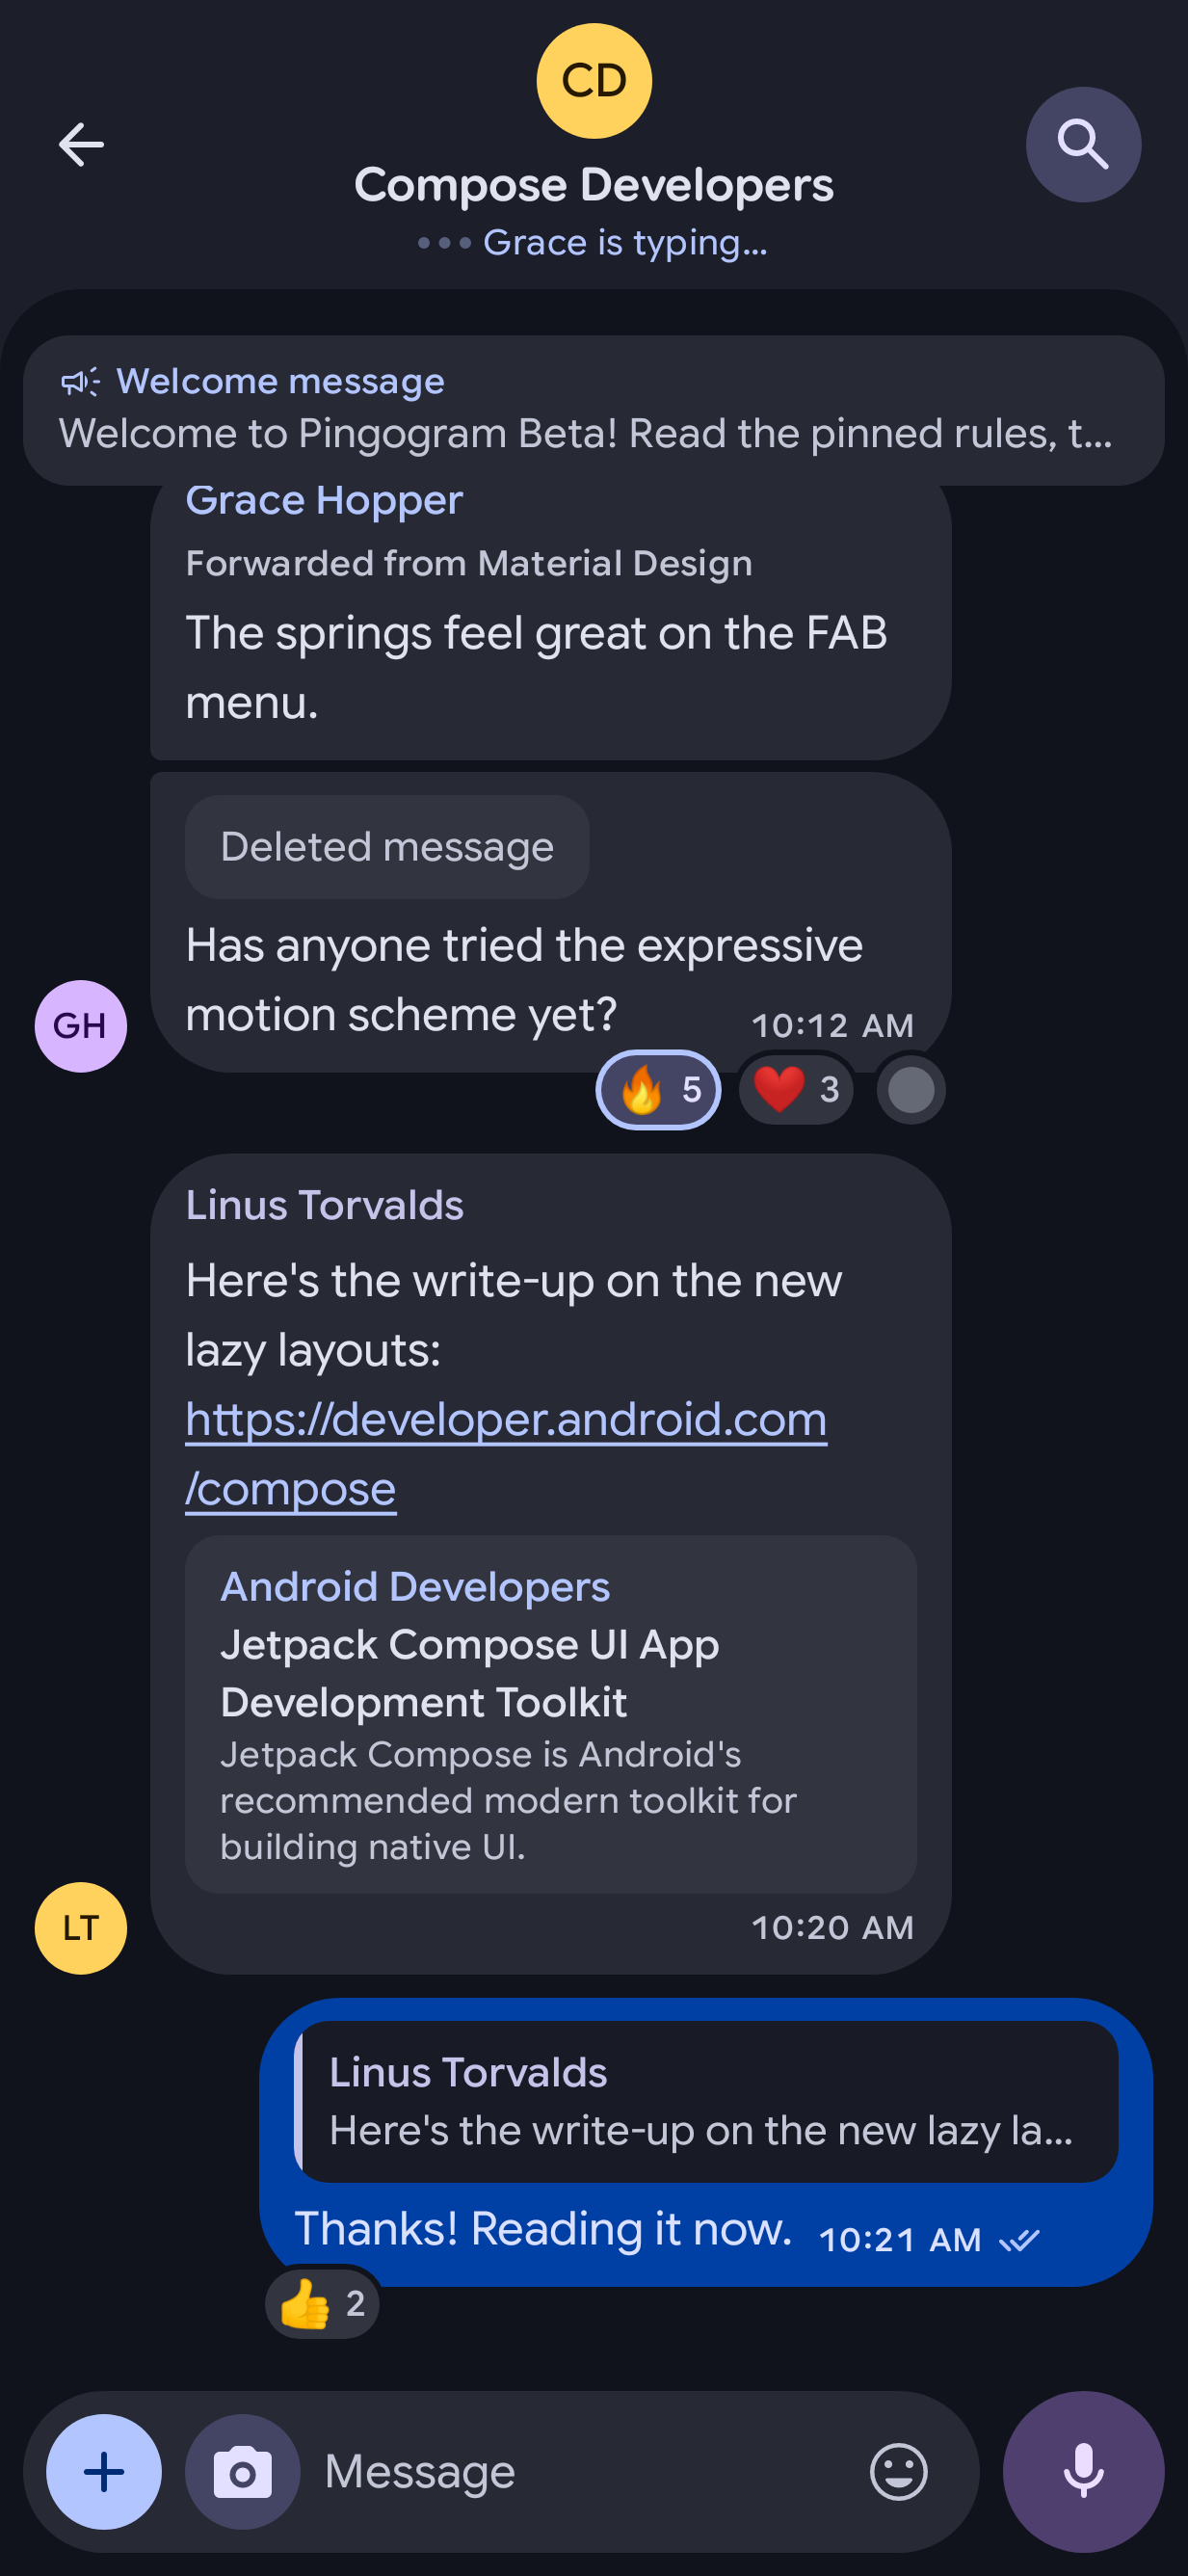 CD
Compose Developers
Grace is typing...
Welcome message
Welcome to Pingogram Beta! Read the pinned rules, t...
Grace Hopper
Forwarded from Material Design
The springs feel great on the FAB
menu.
Deleted message
Has anyone tried the expressive
motion scheme yet?
10:12 AM
GH
5
3
Linus Torvalds
Here's the write-up on the new
lazy layouts:
https://developer.android.com
/compose
Android Developers
Jetpack Compose UI App
Development Toolkit
Jetpack Compose is Android's
recommended modern toolkit for
building native UI.
10:20 AM
LT
Linus Torvalds
Here's the write-up on the new lazy la...
Thanks! Reading it now. 10:21 AM
2
Message